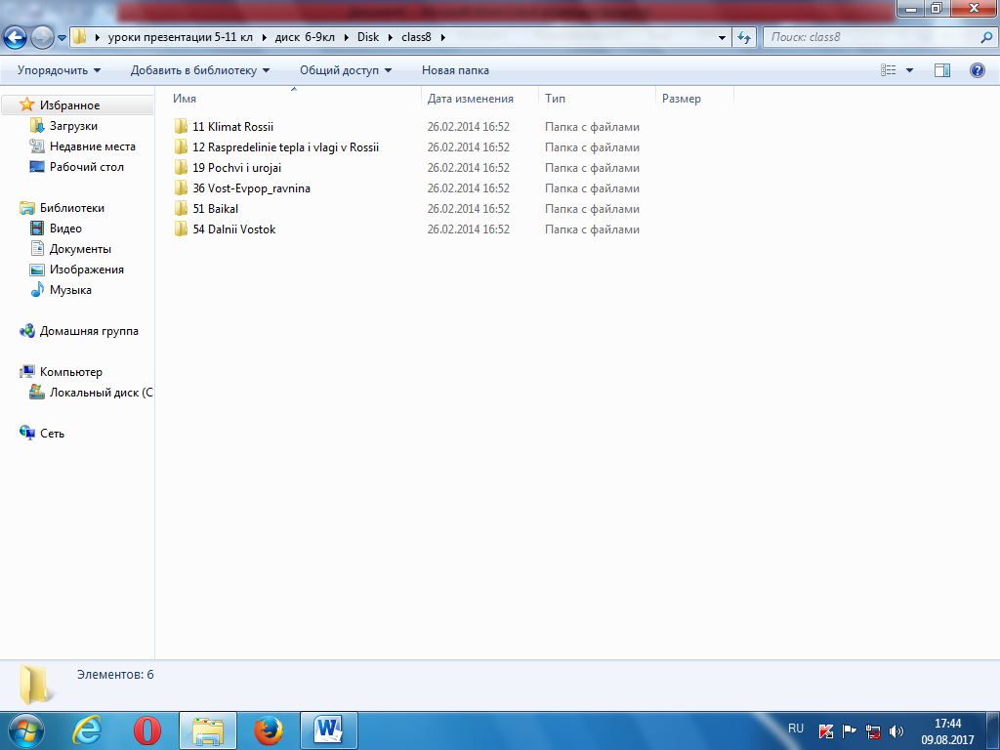 уроки презентации 5-11 кл ▸ диск 6-9кл ▸ Disk ▸ class8 ▸
Поиск: class8
Упорядочить Добавить в библиотеку Общий доступ Новая папка
Избранное
Загрузки
Недавние места
Рабочий стол
Библиотеки
Видео
Документы
Изображения
Музыка
Домашняя группа
Компьютер
Локальный диск (C
Сеть
Имя Дата изменения Тип Размер
11 Klimat Rossii 26.02.2014 16:52 Папка с файлами
12 Raspredelinie tepla i vlagi v Rossii 26.02.2014 16:52 Папка с файлами
19 Pochvi i urojai 26.02.2014 16:52 Папка с файлами
36 Vost-Evpop_ravnina 26.02.2014 16:52 Папка с файлами
51 Baikal 26.02.2014 16:52 Папка с файлами
54 Dalnii Vostok 26.02.2014 16:52 Папка с файлами
Элементов: 6
RU
17:44
09.08.2017